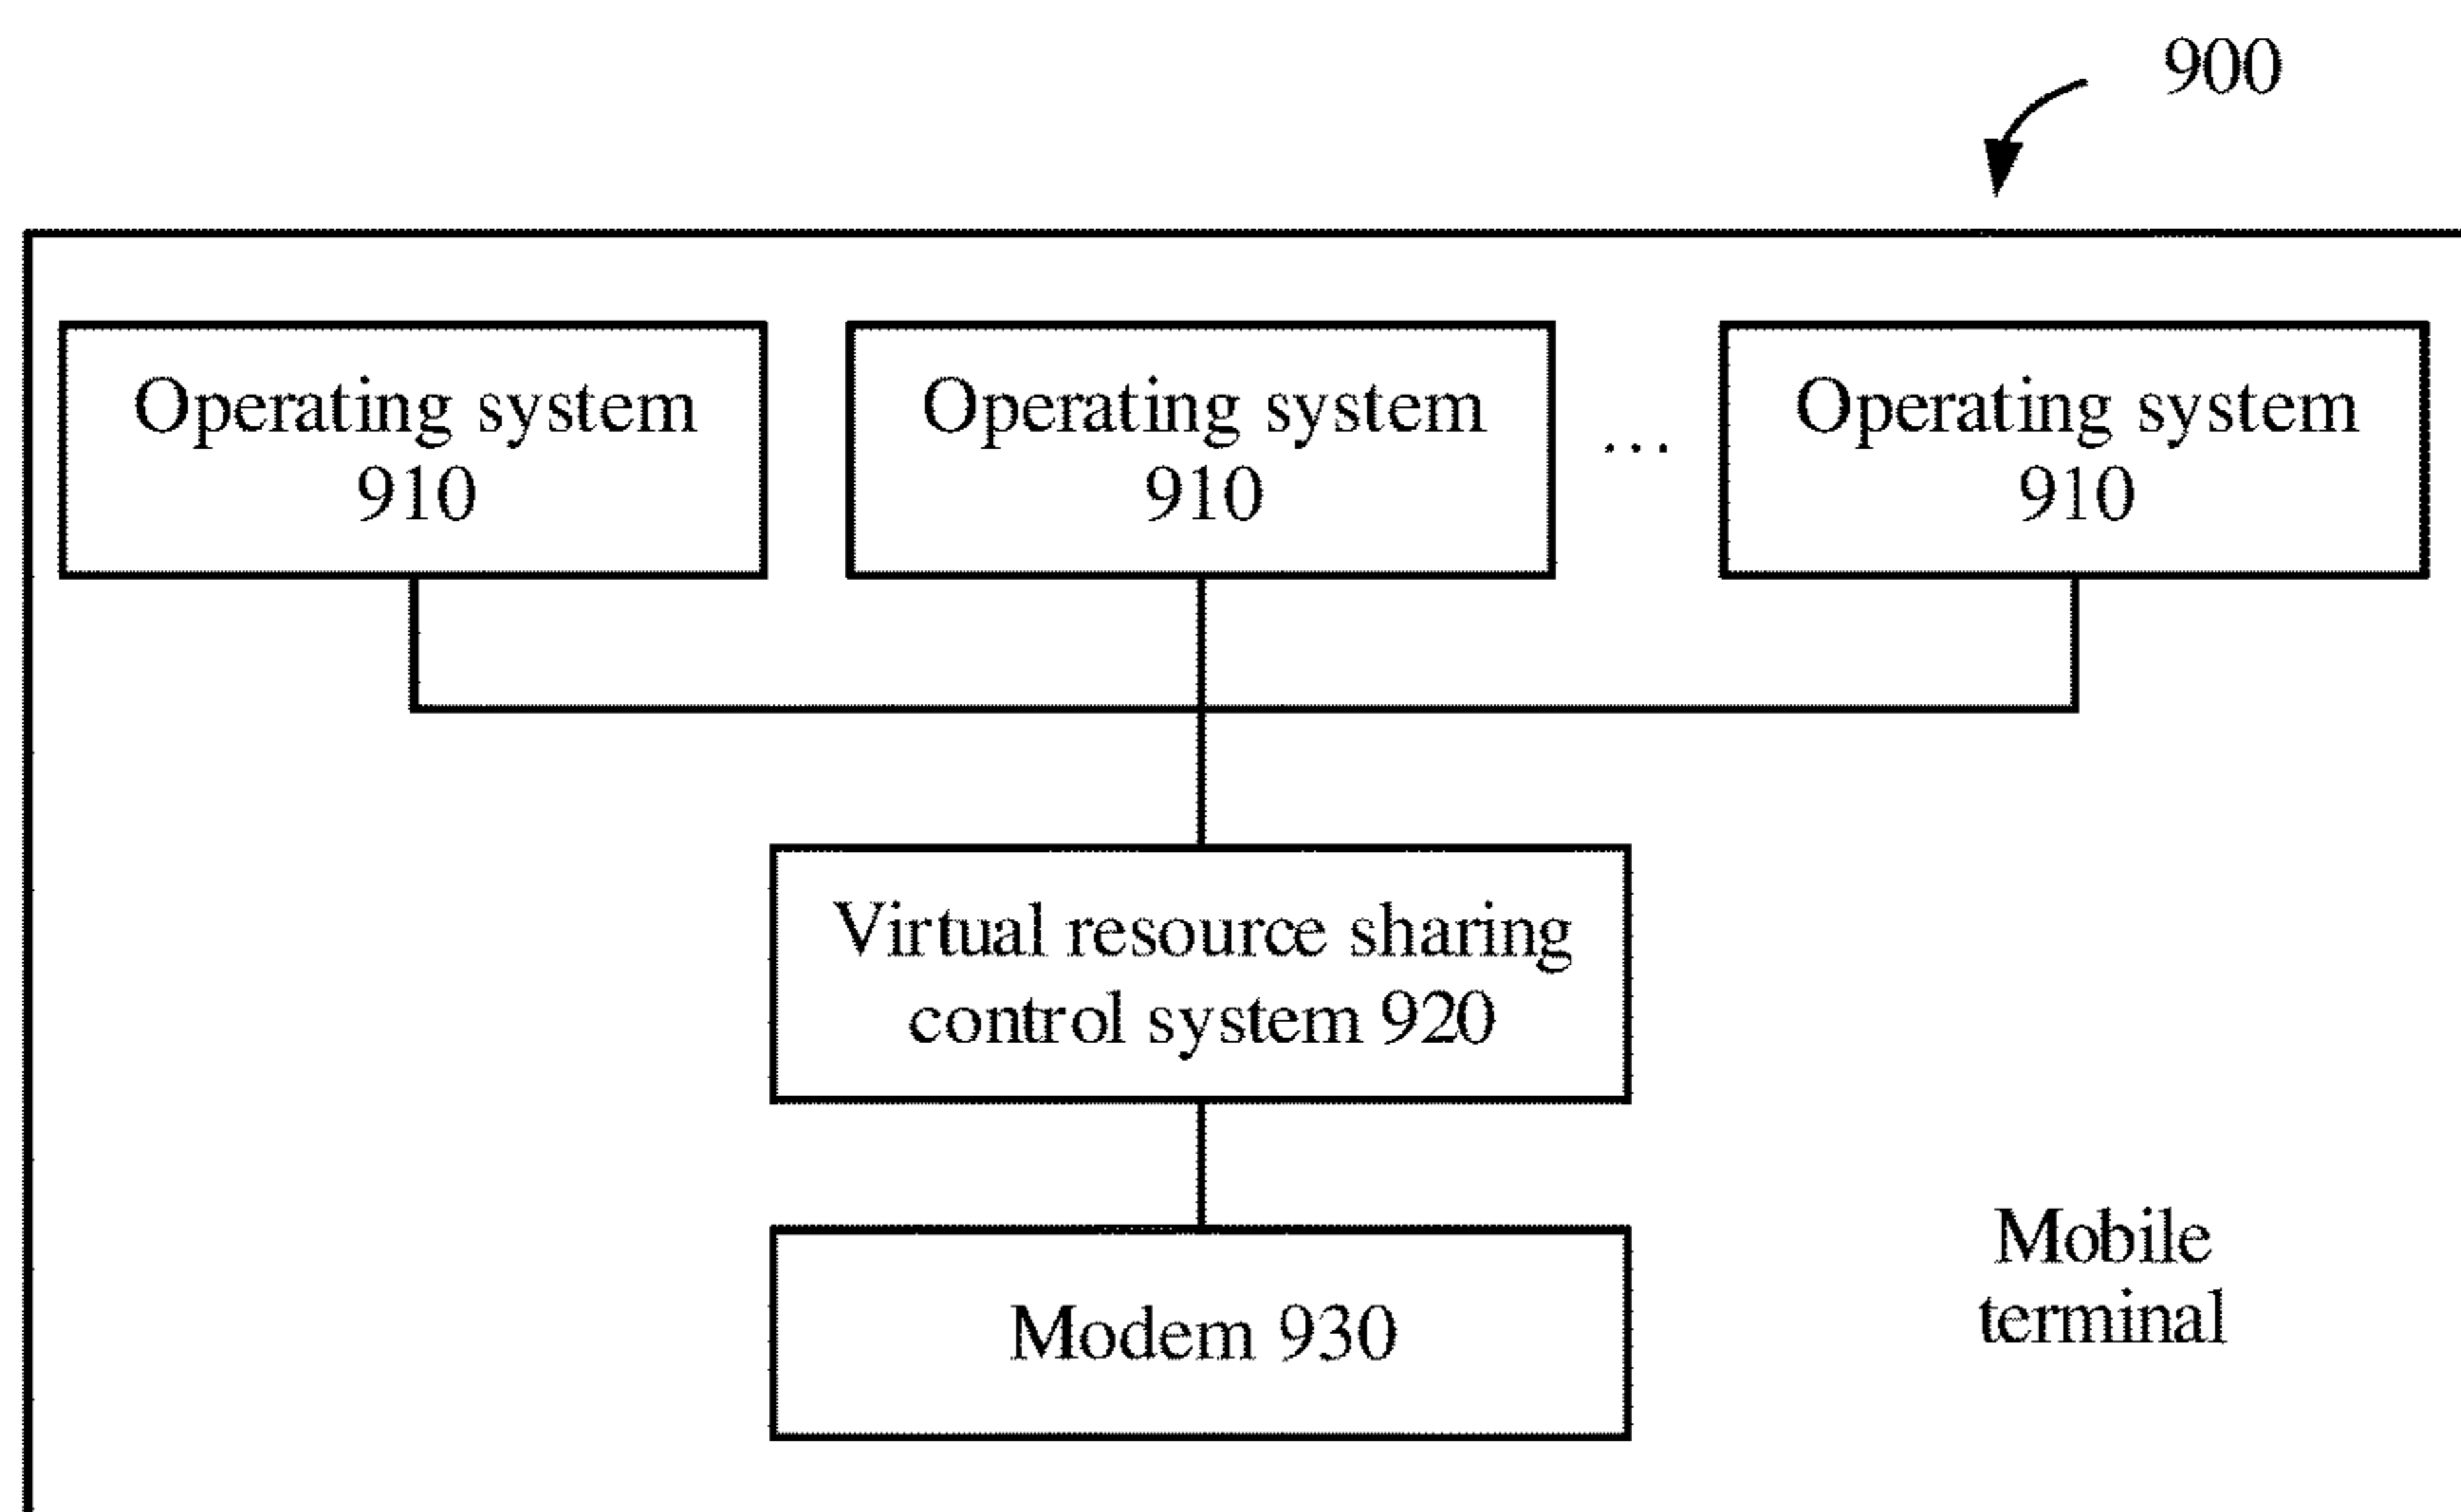 900
Operating system
910
Operating system
910
...
Operating system
910
Virtual resource sharing
control system 920
Modem 930
Mobile
terminal